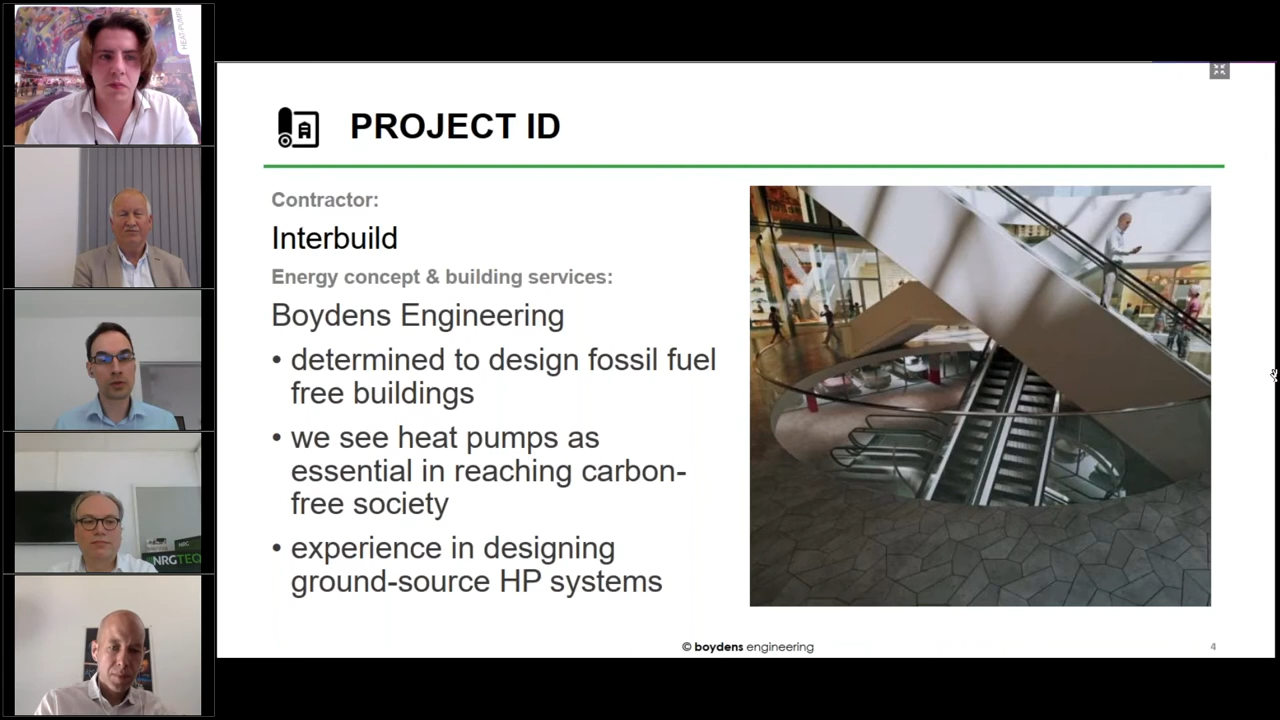 HEAT-PUMPS
PROJECT ID
Contractor:
Interbuild
Energy concept & building services:
Boydens Engineering
• determined to design fossil fuel
free buildings
• we see heat pumps as
essential in reaching carbon-
free society
• experience in designing
ground-source HP systems
NRGTEQ
© boydens engineering
4